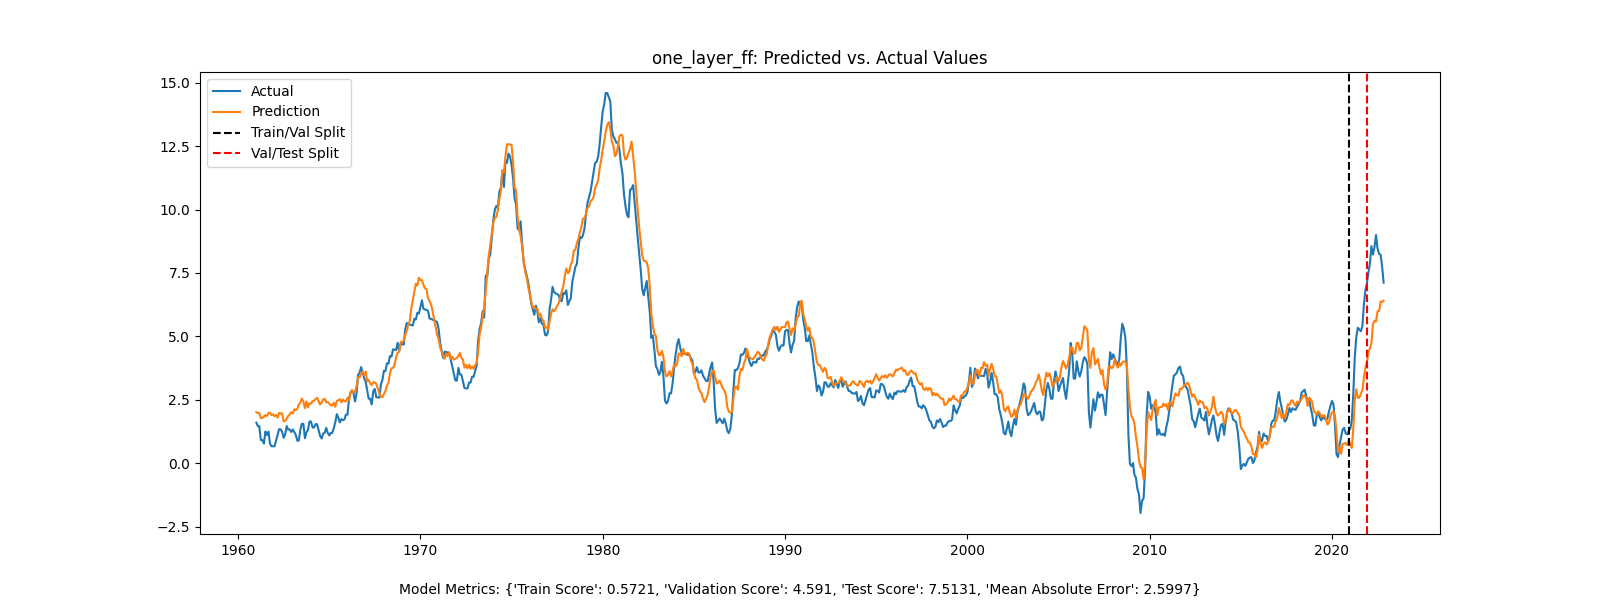 one_layer_ff: Predicted vs. Actual Values
15.0
12.5
10.0
7.5
5.0
2.5
0.0
−2.5
Actual
Prediction
Train/Val Split
Val/Test Split
1960 1970 1980 1990 2000 2010 2020
Model Metrics: {'Train Score': 0.5721, 'Validation Score': 4.591, 'Test Score': 7.5131, 'Mean Absolute Error': 2.5997}